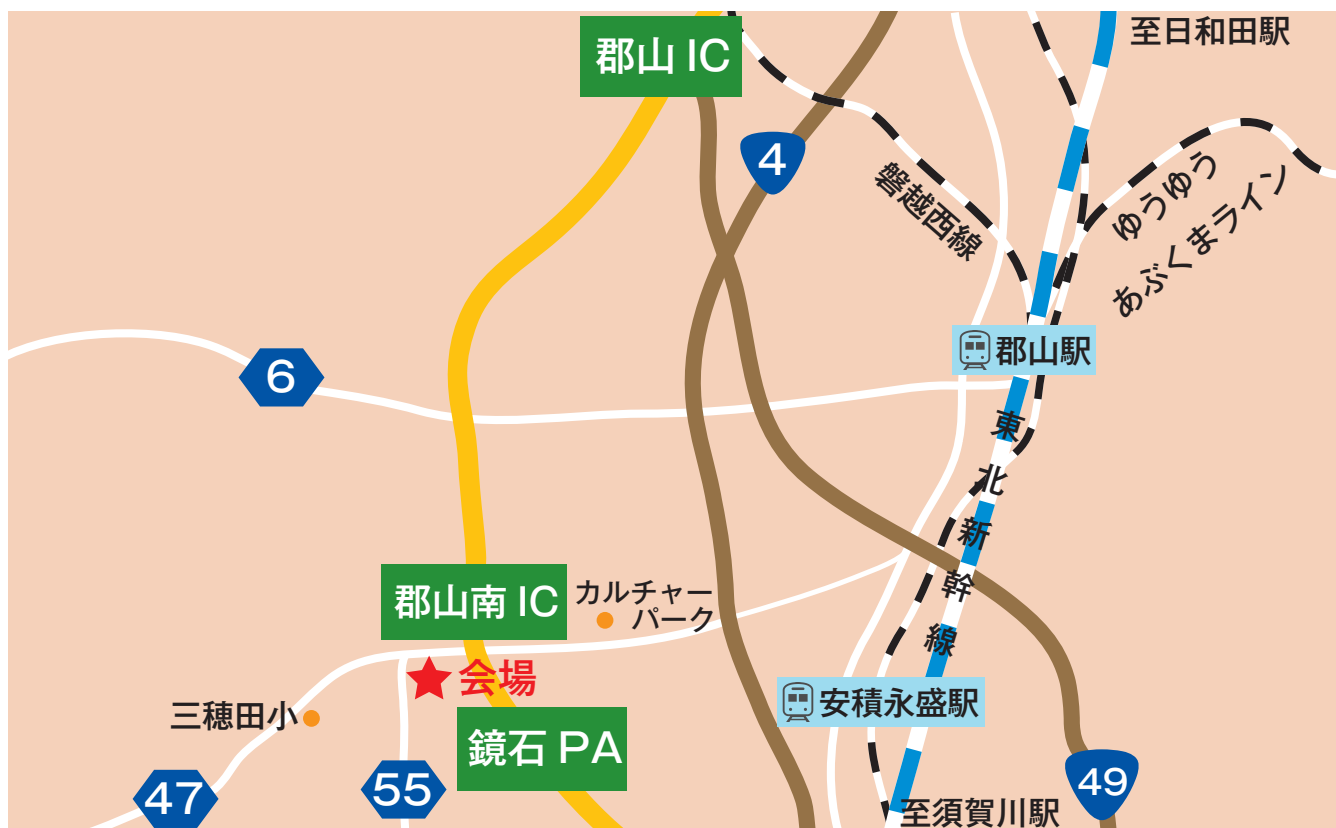 至日和田駅
郡山 IC
4
磐越西線
ゆうゆう
あぶくまライン
郡山駅
6
東北新幹線
郡山南 IC
カルチャー
パーク
会場
三穂田小
安積永盛駅
鏡石 PA
47
55
49
至須賀川駅